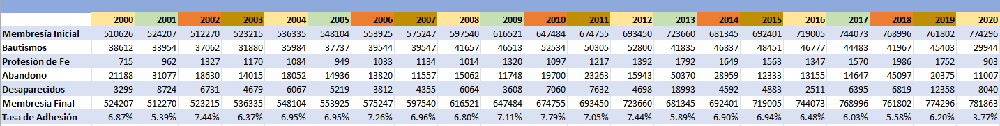 2000 2001 2002 2003 2004 2005 2006 2007 2008 2009 2010 2011 2012 2013 2014 2015 2016 2017 2018 2019 2020
Membresía Inicial 510626 524207 512270 523215 536335 548104 553925 575247 597540 616521 647484 674755 693450 723660 681345 692401 719005 744073 768996 761802 774296
Bautismos 38612 33954 37062 31880 35984 37737 39544 39547 41657 46513 52534 50305 52800 41835 46837 48451 46777 44483 41967 45403 29944
Profesión de Fe 715 962 1327 1170 1084 949 1033 1134 1014 1320 1097 1217 1392 1792 1649 1563 1347 1570 1986 1752 903
Abandono 21188 31077 18630 14015 18052 14936 13820 11557 15062 11748 19700 23263 15943 50370 28959 12333 13155 14647 45097 20375 11007
Desaparecidos 3299 8724 6731 4679 6067 5219 3812 4355 6064 3608 7060 7632 4698 18993 4592 4883 2511 6395 6819 12358 8040
Membresia Final 524207 512270 523215 536335 548104 553925 575247 597540 616521 647484 674755 693450 723660 681345 692401 719005 744073 768996 761802 774296 781863
Tasa de Adhesión 6.87% 5.39% 7.44% 6.37% 6.95% 6.95% 7.26% 6.96% 6.80% 7.11% 7.79% 7.05% 7.44% 5.89% 6.90% 6.94% 6.48% 6.03% 5.58% 6.20% 3.77%